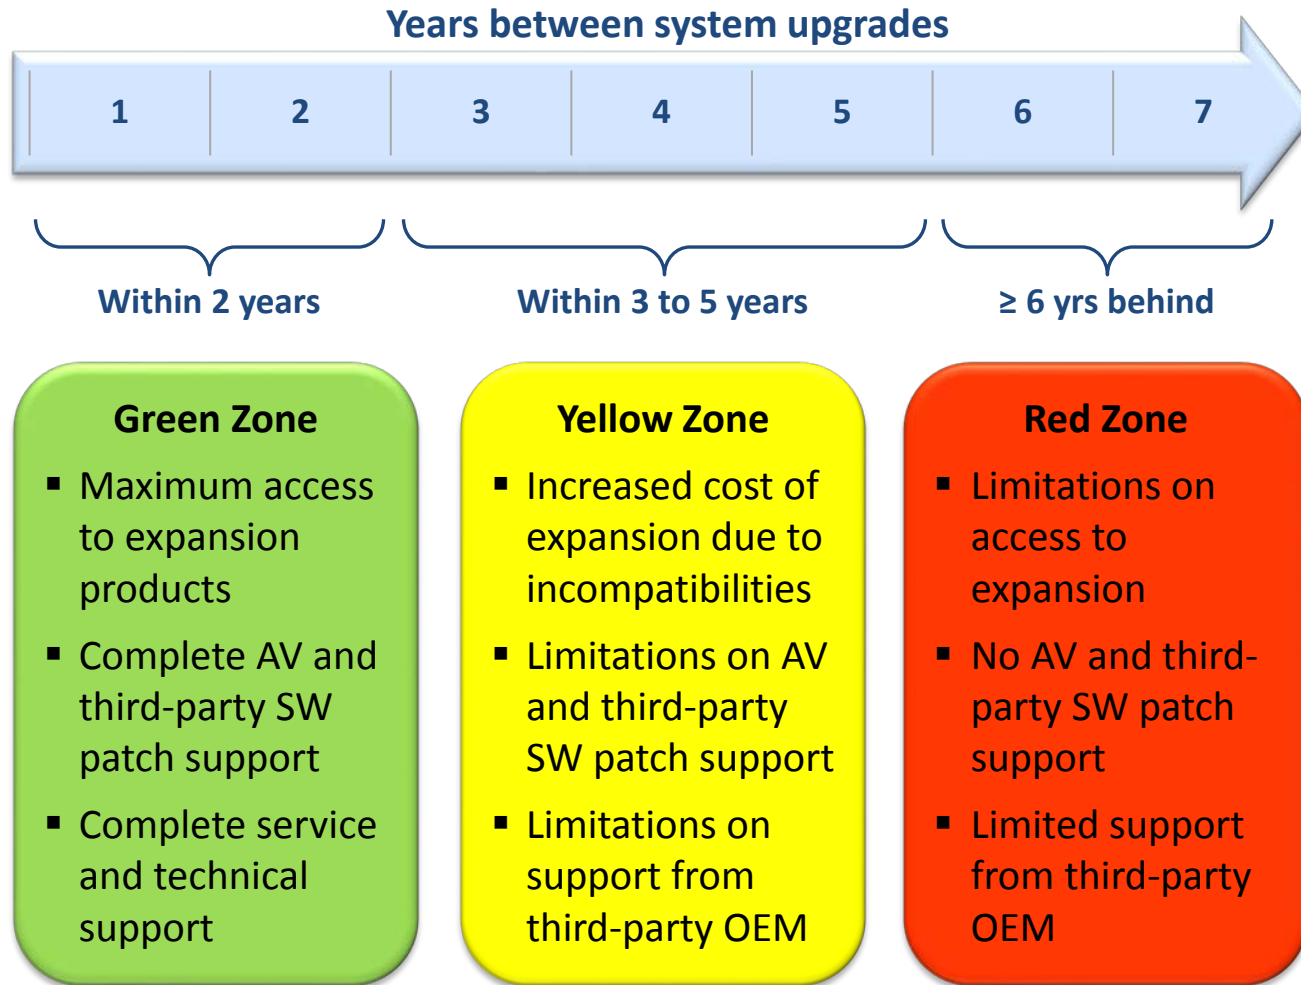 Years between system upgrades
1 2 3 4 5 6 7
Within 2 years
Within 3 to 5 years
≥ 6 yrs behind
Green Zone
▪ Maximum access
to expansion
products
▪ Complete AV and
third-party SW
patch support
▪ Complete service
and technical
support
Yellow Zone
▪ Increased cost of
expansion due to
incompatibilities
▪ Limitations on AV
and third-party
SW patch support
▪ Limitations on
support from
third-party OEM
Red Zone
▪ Limitations on
access to
expansion
▪ No AV and third-
party SW patch
support
▪ Limited support
from third-party
OEM